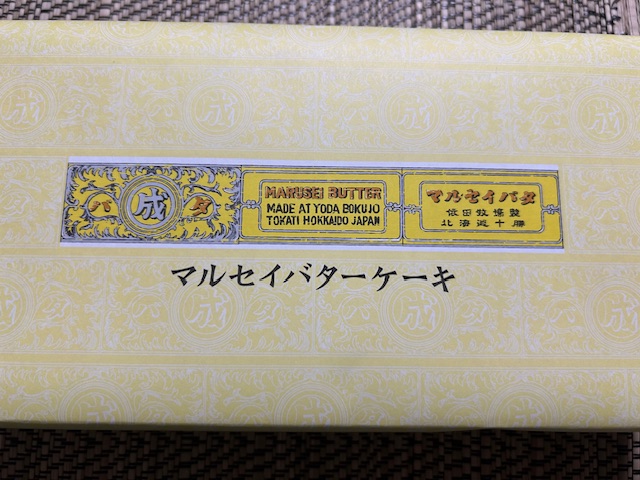 バ 成 タ
MARUSEI BUTTER
MADE AT YODA BOKUJO
TOKATI HOKKAIDO JAPAN
マルセイバタ
依田牧場製
北海道十勝
マルセイバターケーキ